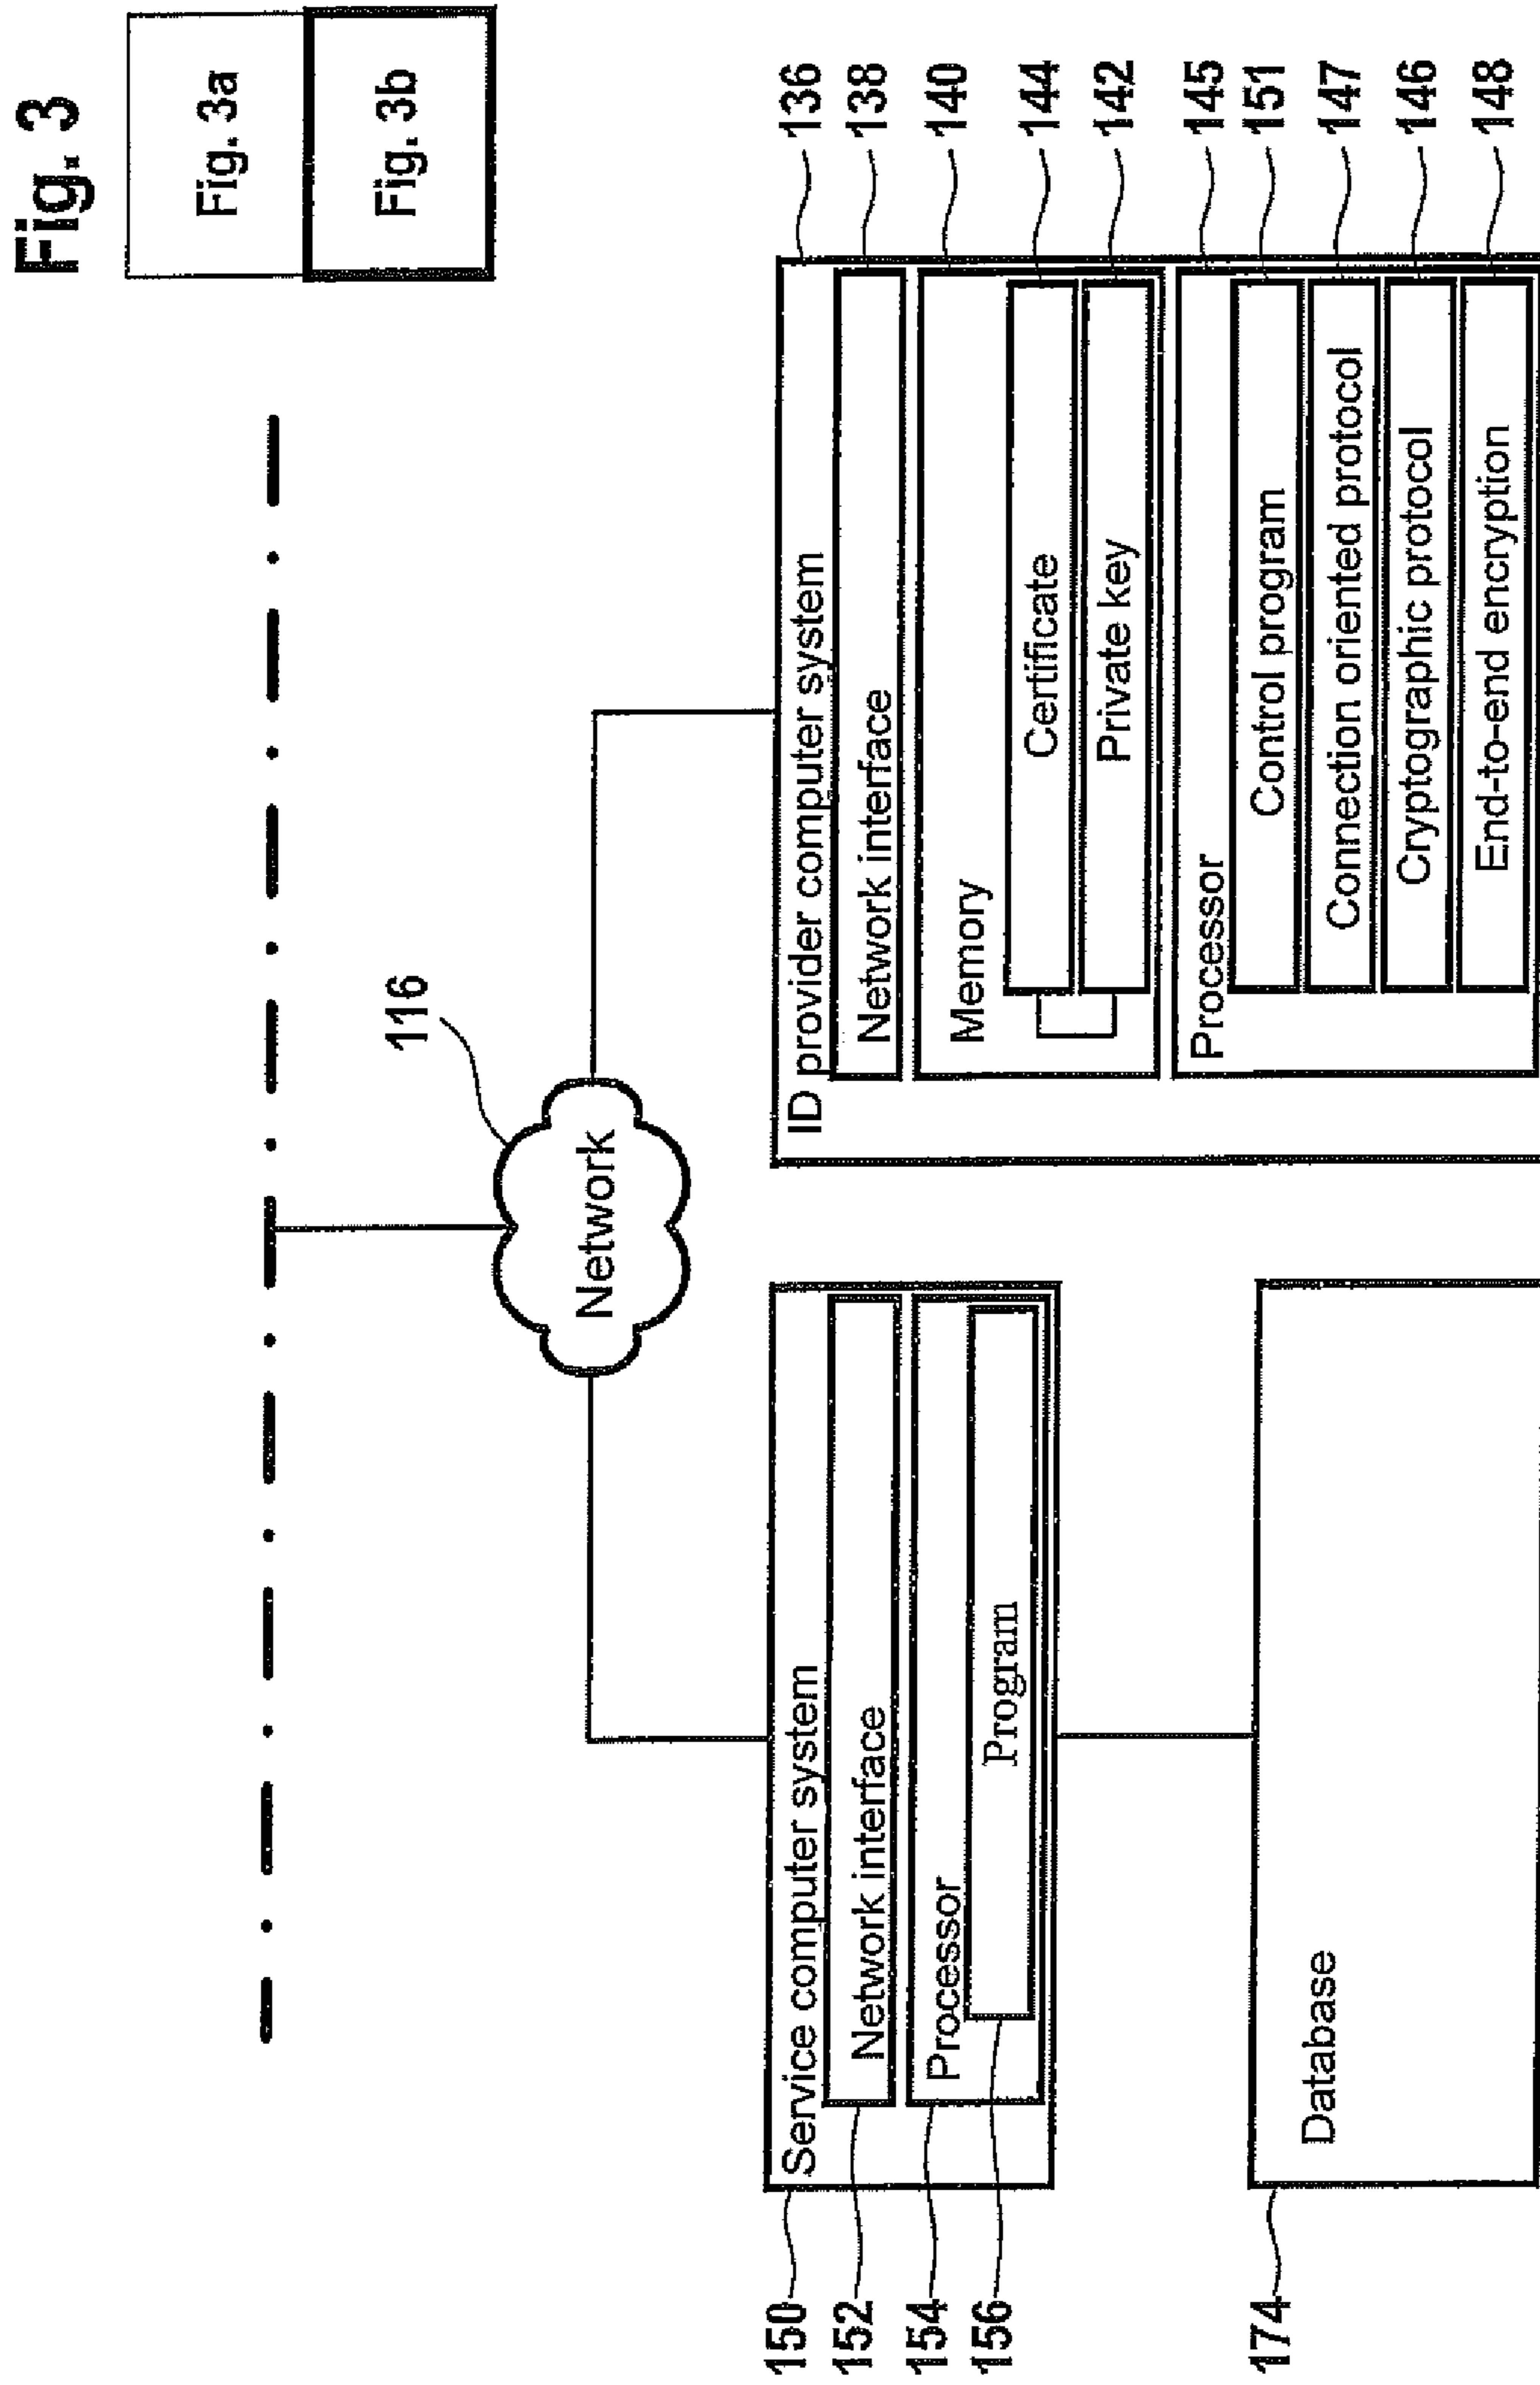 Fig. 3
Fig. 3a
Fig. 3b
116
Network
150
Service computer system
152
Network interface
154
Processor
156
Program
174
Database
ID provider computer system
136
Network interface
138
Memory
140
Certificate
144
Private key
142
Processor
145
Control program
151
Connection oriented protocol
147
Cryptographic protocol
146
End-to-end encryption
148